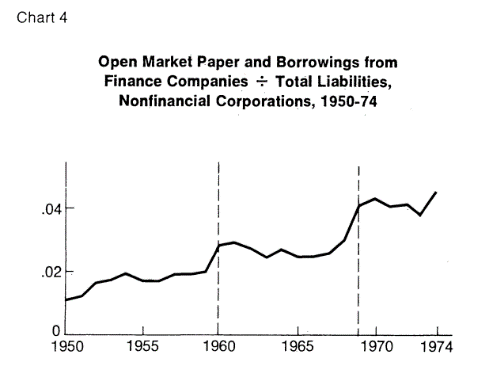 Chart 4
Open Market Paper and Borrowings from
Finance Companies ÷ Total Liabilities,
Nonfinancial Corporations, 1950-74
.04
.02
0
1950 1955 1960 1965 1970 1974